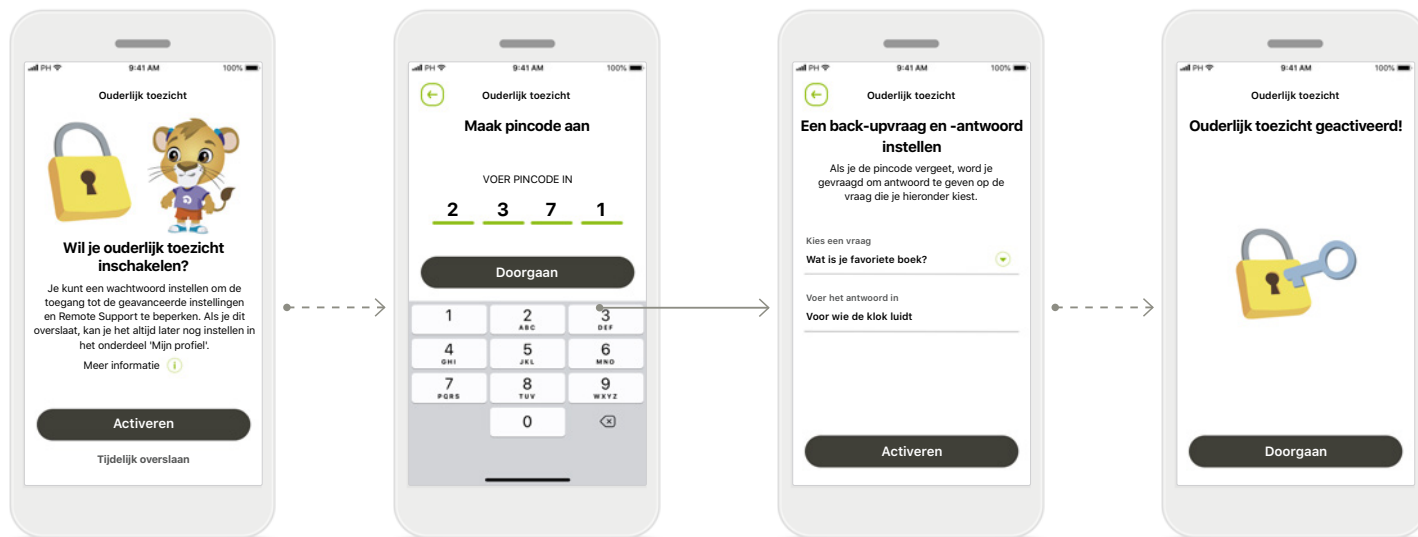 PH
9:41 AM
100%
Ouderlijk toezicht
Wil je ouderlijk toezicht
inschakelen?
Je kunt een wachtwoord instellen om de
toegang tot de geavanceerde instellingen
en Remote Support te beperken. Als je dit
overslaat, kan je het altijd later nog instellen in
het onderdeel 'Mijn profiel'.
Meer informatie i
Activeren
Tijdelijk overslaan
PH
9:41 AM
100%
Ouderlijk toezicht
Maak pincode aan
VOER PINCODE IN
2 3 7 1
Doorgaan
1 2 3
ABC DEF
4 5 6
GHI JKL MNO
7 8 9
PQRS TUV WXYZ
0
PH
9:41 AM
100%
Ouderlijk toezicht
Een back-upvraag en -antwoord
instellen
Als je de pincode vergeet, word je
gevraagd om antwoord te geven op de
vraag die je hieronder kiest.
Kies een vraag
Wat is je favoriete boek?
Voer het antwoord in
Voor wie de klok luidt
Activeren
PH
9:41 AM
100%
Ouderlijk toezicht
Ouderlijk toezicht geactiveerd!
Doorgaan